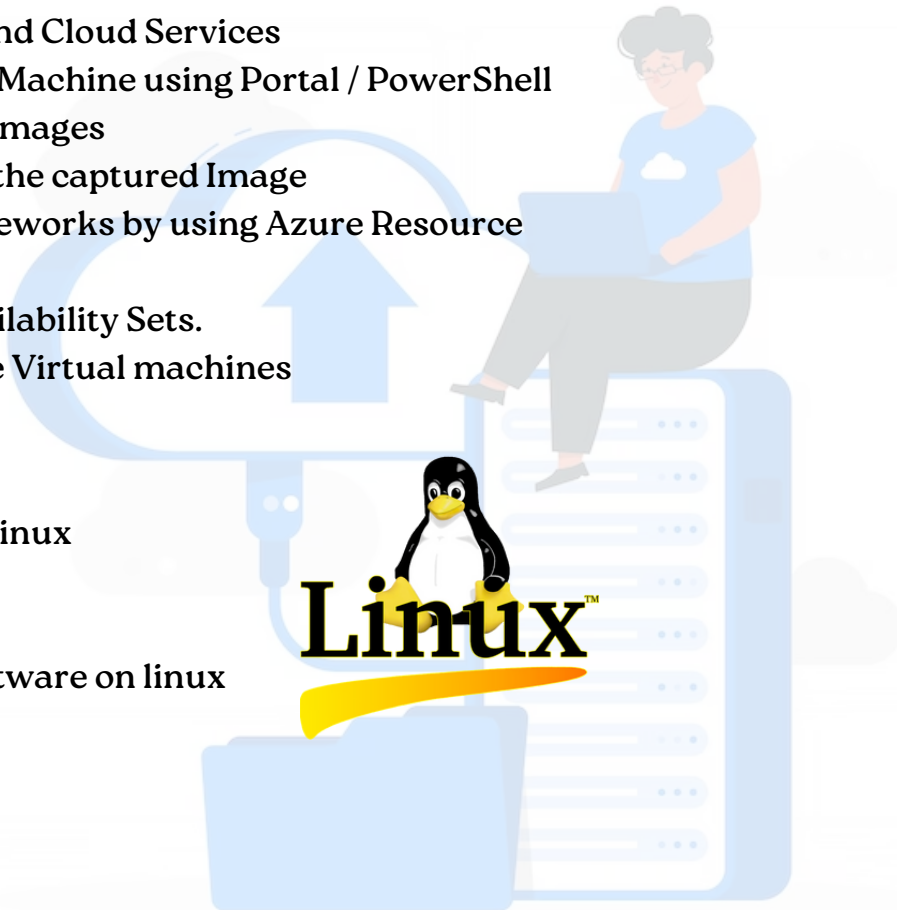 nd Cloud Services
Machine using Portal / PowerShell
mages
the captured Image
eworks by using Azure Resource
ilability Sets.
e Virtual machines
inux
Linux™
tware on linux